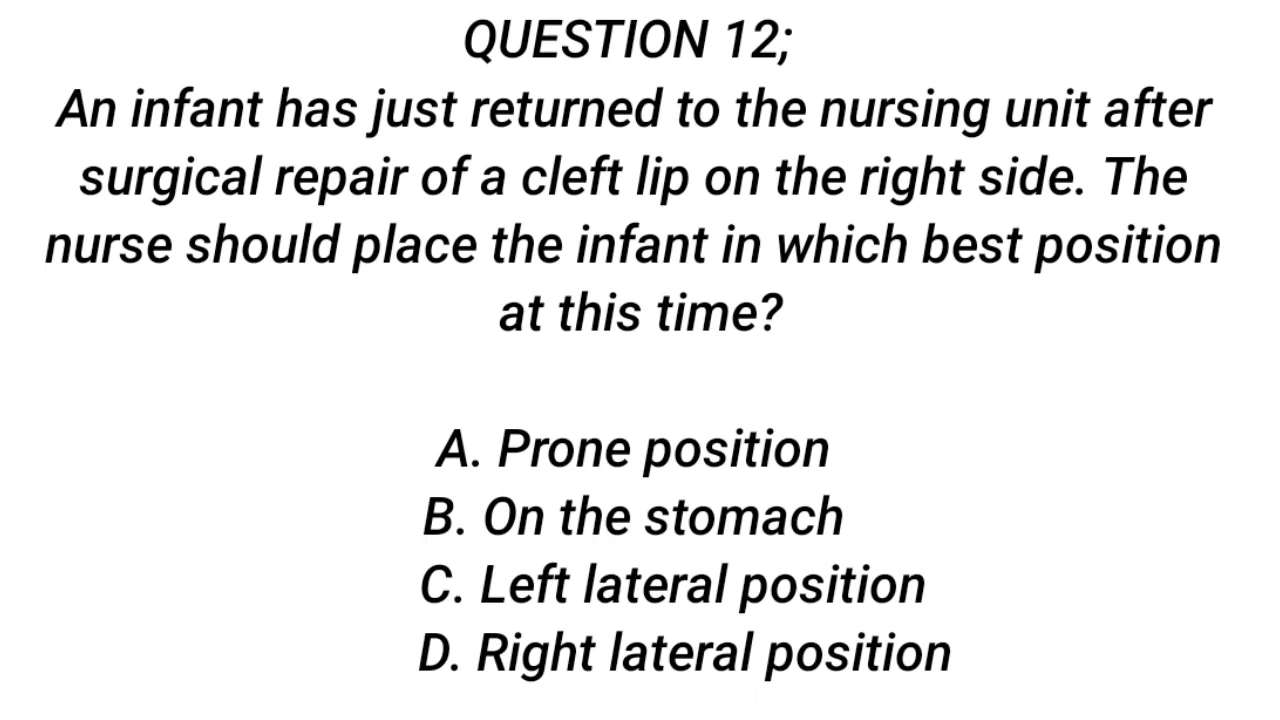 QUESTION 12;
An infant has just returned to the nursing unit after
surgical repair of a cleft lip on the right side. The
nurse should place the infant in which best position
at this time?
A. Prone position
B. On the stomach
C. Left lateral position
D. Right lateral position